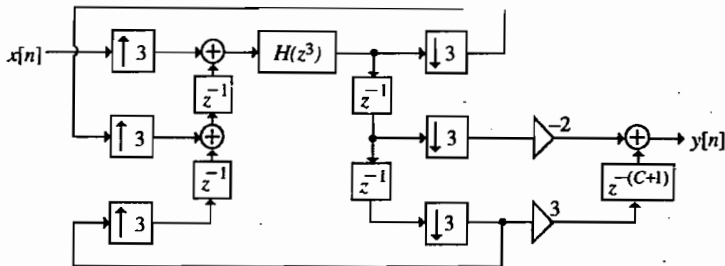 x[n] ↑ 3 + H(z³) ↓ 3
z⁻¹ z⁻¹
↑ 3 + ↓ 3 −2 + y[n]
z⁻¹ z⁻¹ z⁻⁽ᶜ⁺¹⁾
↑ 3 ↓ 3 3